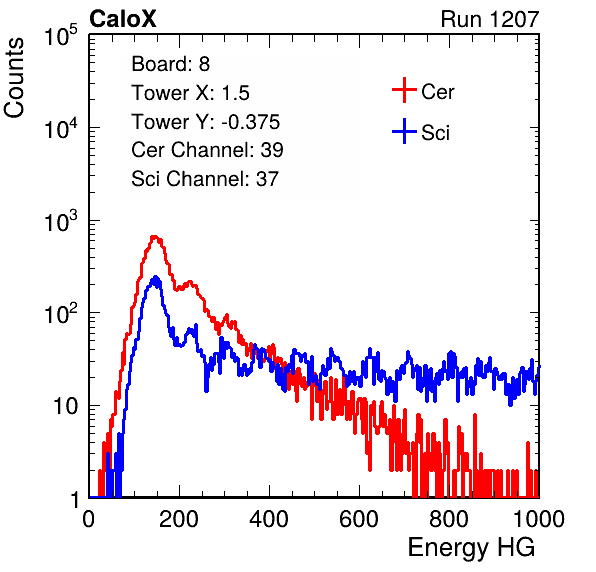 CaloX Run 1207
Counts
10^5
10^4
10^3
10^2
10
1
Board: 8
Tower X: 1.5
Tower Y: -0.375
Cer Channel: 39
Sci Channel: 37
Cer
Sci
0 200 400 600 800 1000
Energy HG